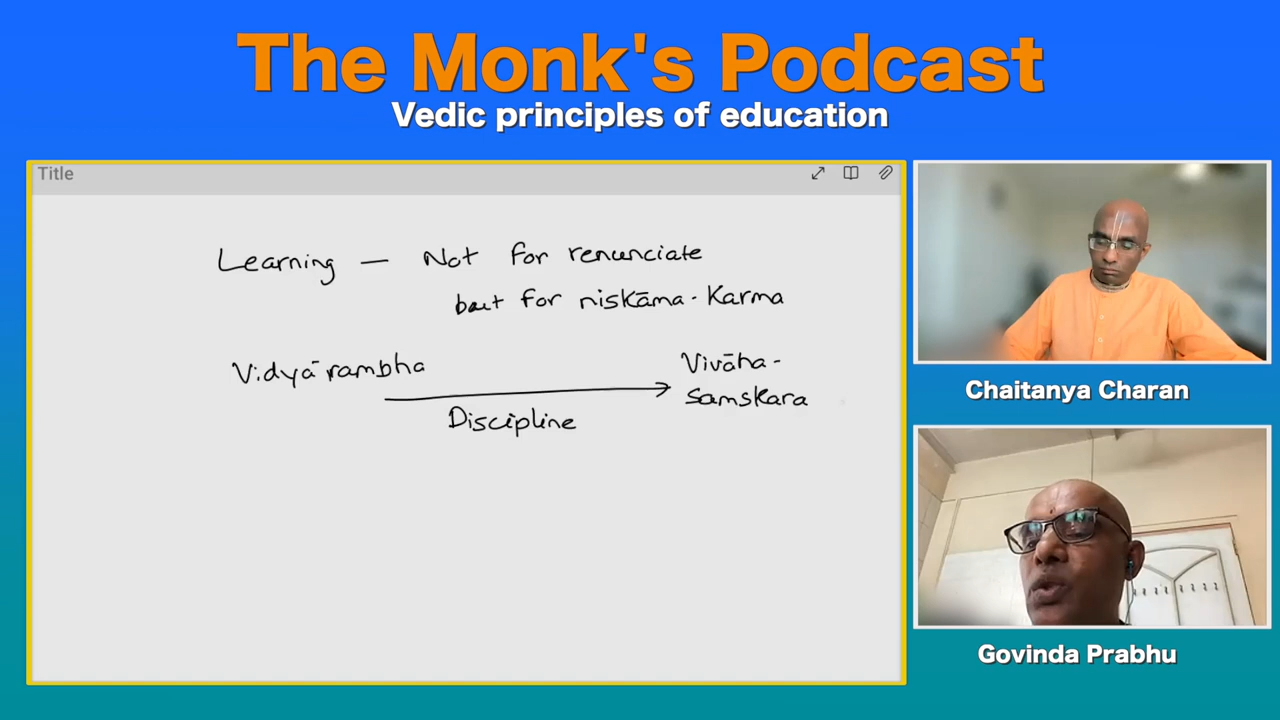 The Monk's Podcast
Vedic principles of education
Title
Learning — Not for renunciate
but for niskāma-Karma
Vidyārambha
Vivāha-
samskara
Discipline
Chaitanya Charan
Govinda Prabhu